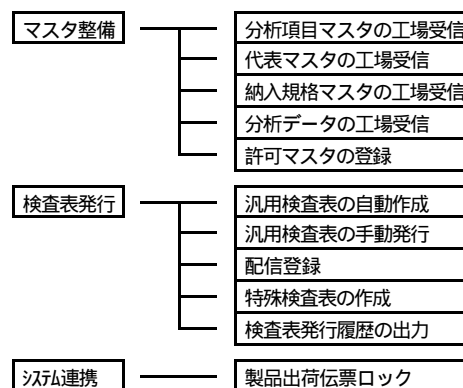 マスタ整備
分析項目マスタの工場受信
代表マスタの工場受信
納入規格マスタの工場受信
分析データの工場受信
許可マスタの登録
検査表発行
汎用検査表の自動作成
汎用検査表の手動発行
配信登録
特殊検査表の作成
検査表発行履歴の出力
ｼｽﾃﾑ連携
製品出荷伝票ロック